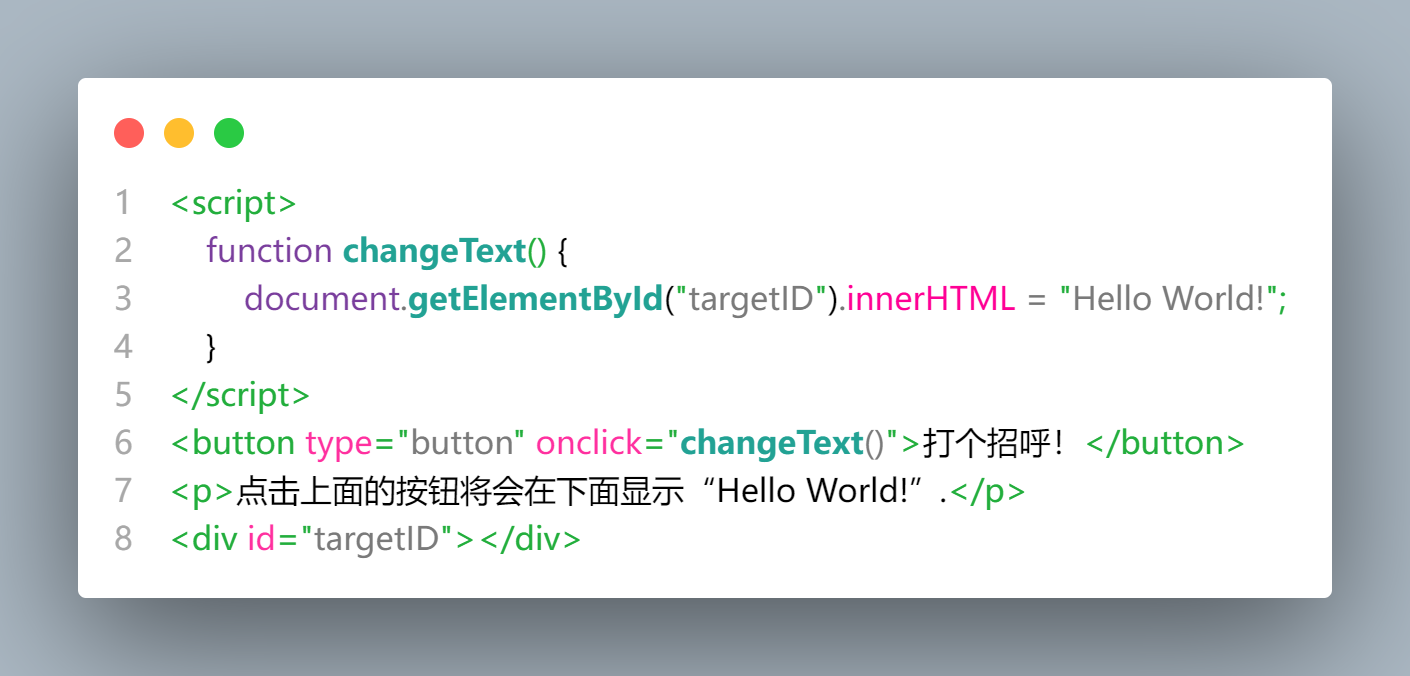 1 <script>
2 function changeText() {
3 document.getElementById("targetID").innerHTML = "Hello World!";
4 }
5 </script>
6 <button type="button" onclick="changeText()">打个招呼！</button>
7 <p>点击上面的按钮将会在下面显示“Hello World!”.</p>
8 <div id="targetID"></div>